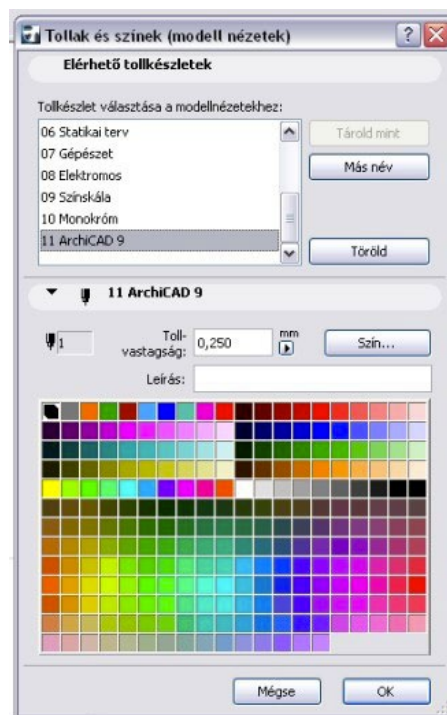 Tollak és színek (modell nézetek)
Elérhető tollkészletek
Tollkészlet választása a modellnézetekhez:
06 Statikai terv
07 Gépészet
08 Elektromos
09 Színskála
10 Monokróm
11 ArchiCAD 9
Tárold mint
Más név
Töröld
11 ArchiCAD 9
1
Toll-
vastagság:
0,250
mm
Szín...
Leírás:
Mégse
OK